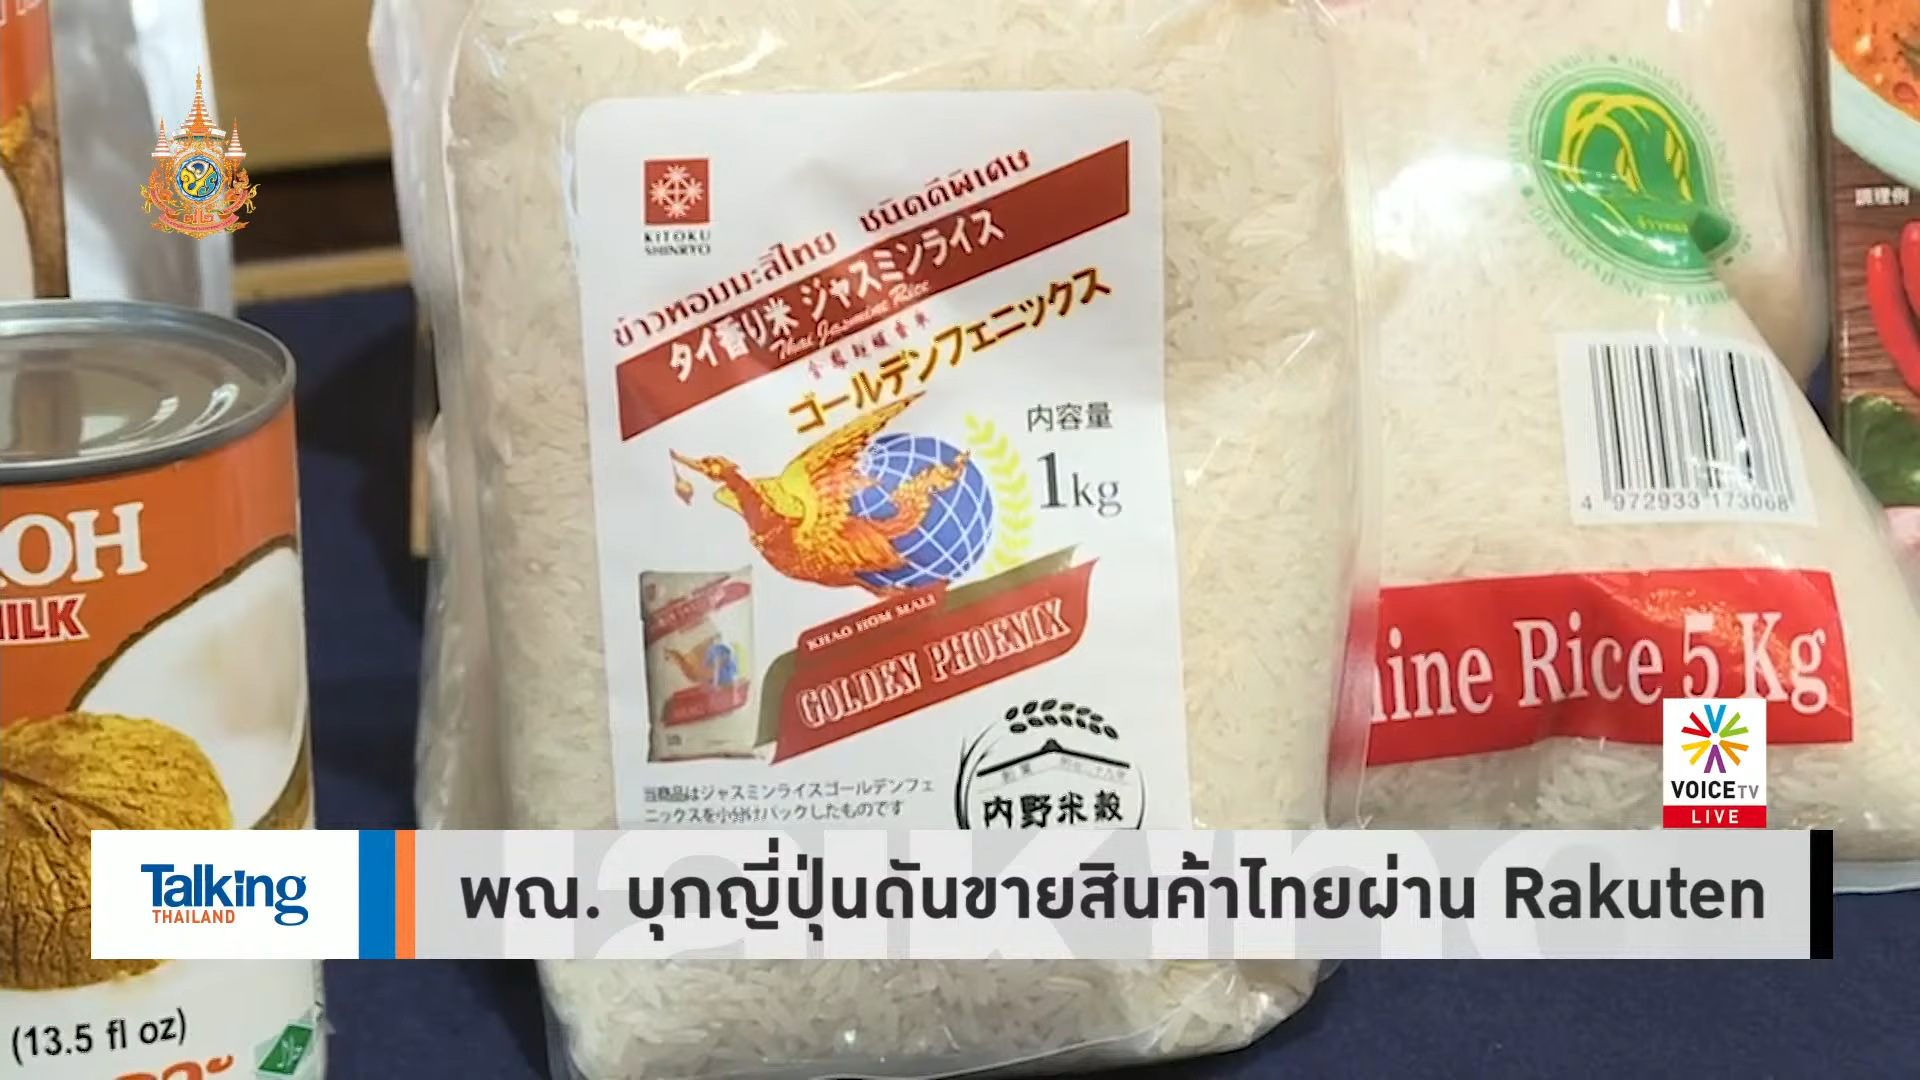 KITOKU
SHINRYO
ข้าวหอมมะลิไทย ชนิดดีพิเศษ
タイ香り米 ジャスミンライス
Thai Jasmine Rice
ゴールデンフェニックス
内容量
1kg
KHAO HOM MALI
GOLDEN PHOENIX
当商品はジャスミンライスゴールデンフェ
ニックスを小分けパックしたものです
内野米穀
調理例
4 972933 173068
Rice 5 Kg
OH
MILK
(13.5 fl oz)
VOICE TV
LIVE
Talking
THAILAND
พณ. บุกญี่ปุ่นดันขายสินค้าไทยผ่าน Rakuten